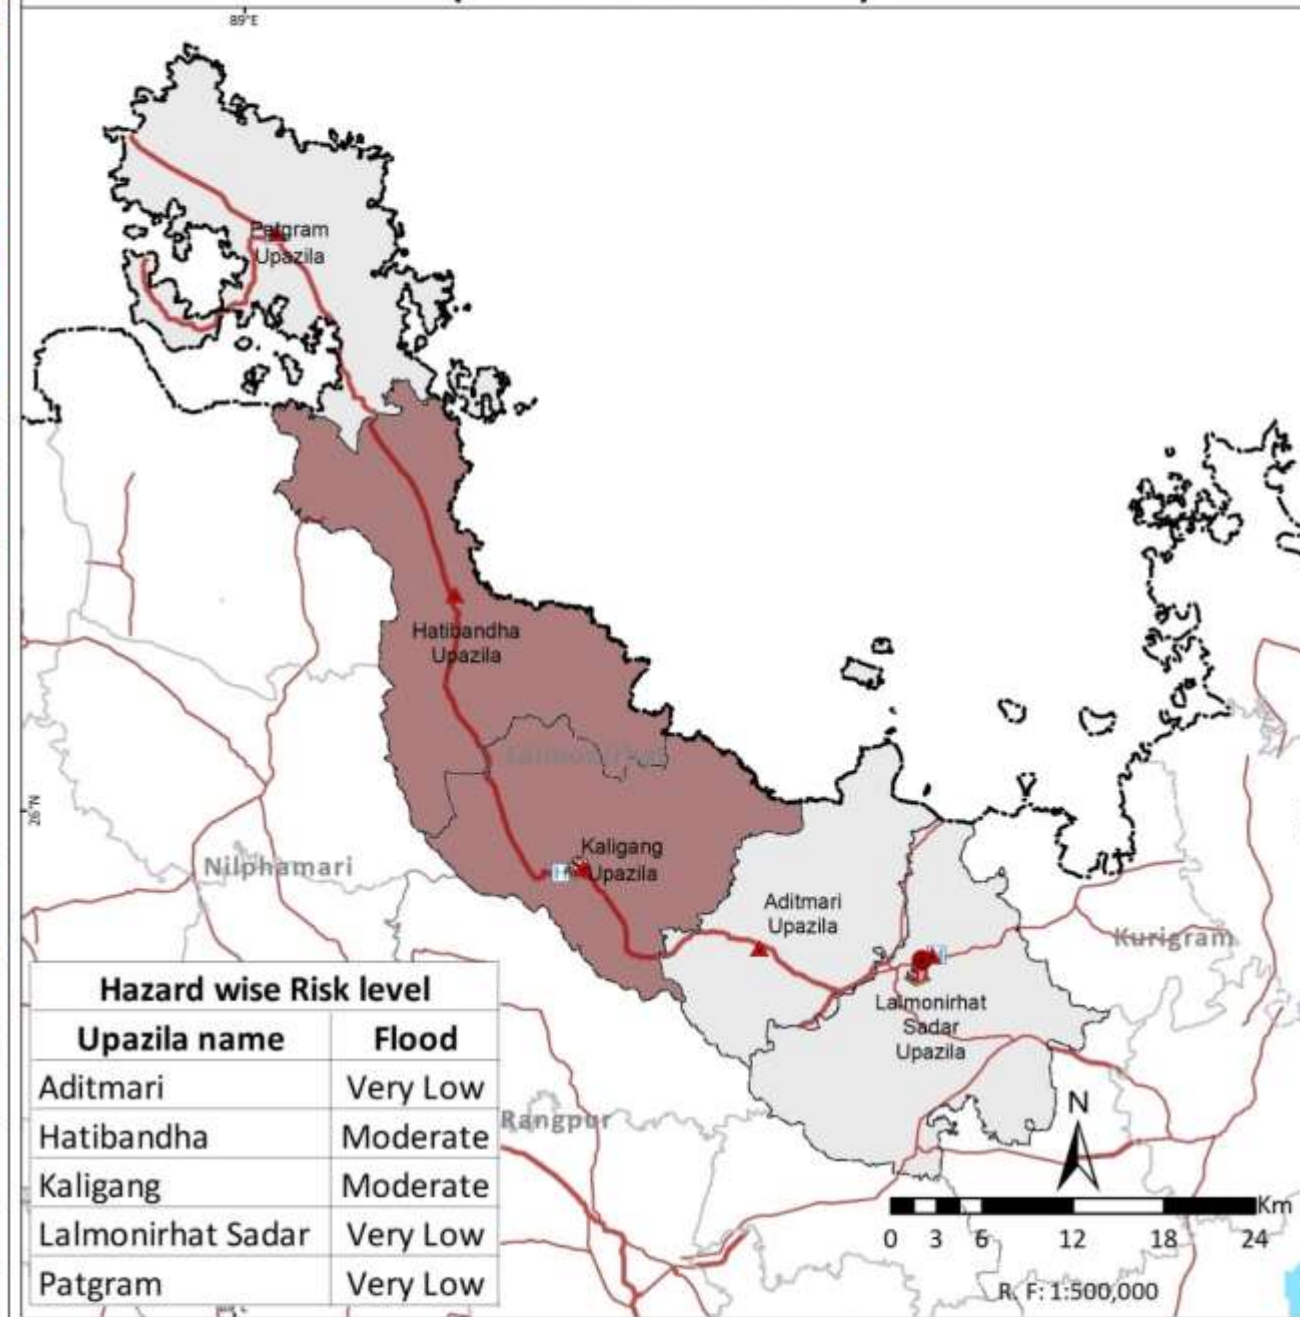 89°E
Patgram
Upazila
Hatibandha
Upazila
Lalmonirhat
26°N
Kaligang
Upazila
Nilphamari
Aditmari
Upazila
Kurigram
H
Lalmonirhat
Sadar
Upazila
Hazard wise Risk level
Upazila name Flood
Aditmari Very Low
Hatibandha Moderate
Kaligang Moderate
Lalmonirhat Sadar Very Low
Patgram Very Low
Rangpur
N
Km
0 3 6 12 18 24
R. F: 1:500,000